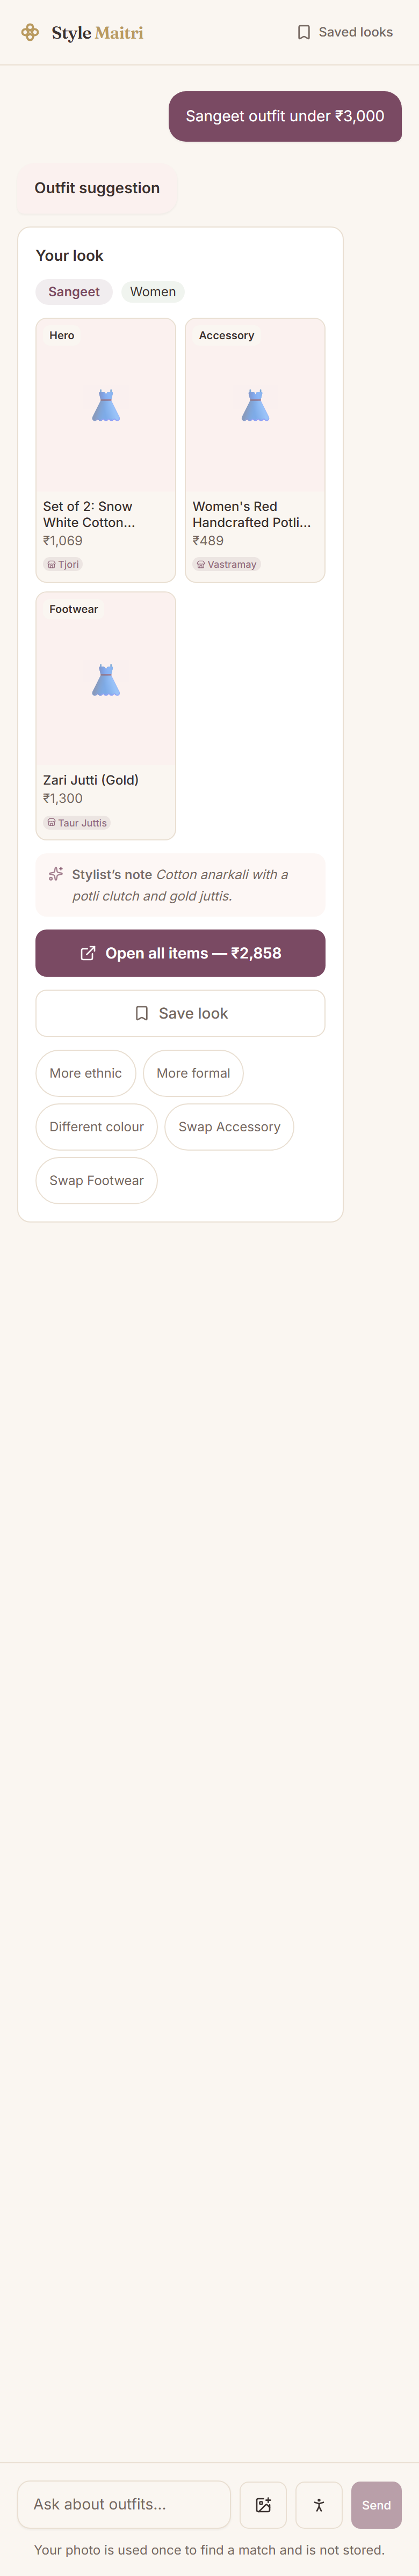 Style Maitri
Saved looks
Sangeet outfit under ₹3,000
Outfit suggestion
Your look
Sangeet
Women
Hero
Set of 2: Snow
White Cotton...
₹1,069
Tjori
Accessory
Women's Red
Handcrafted Potli...
₹489
Vastramay
Footwear
Zari Jutti (Gold)
₹1,300
Taur Juttis
Stylist's note Cotton anarkali with a
potli clutch and gold juttis.
Open all items — ₹2,858
Save look
More ethnic
More formal
Different colour
Swap Accessory
Swap Footwear
Ask about outfits...
Send
Your photo is used once to find a match and is not stored.